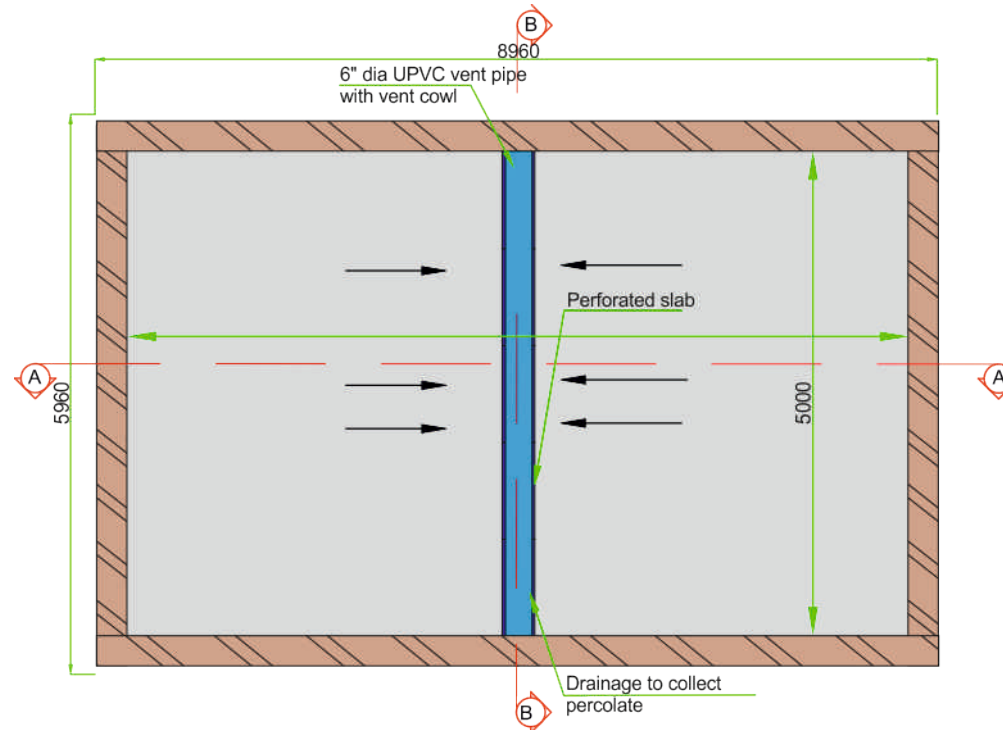 B
8960
6" dia UPVC vent pipe
with vent cowl
Perforated slab
A
A
5960
5000
Drainage to collect
percolate
B